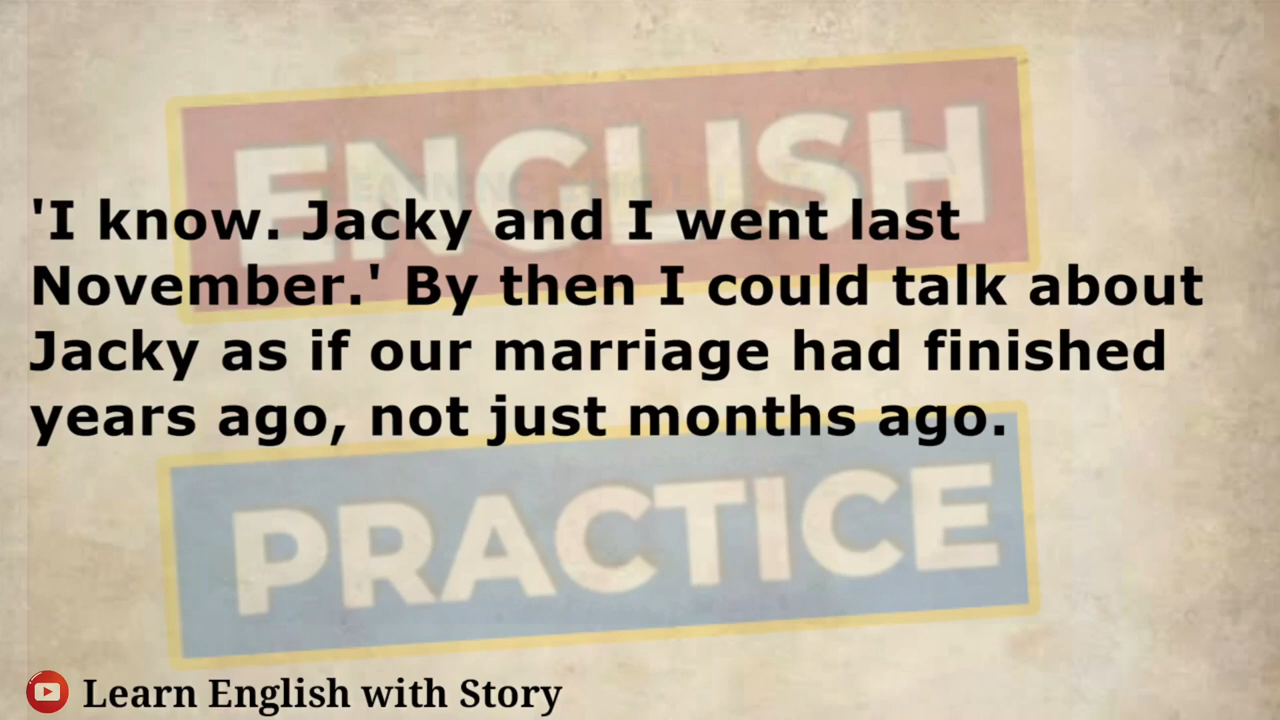 ENGLISH
'I know. Jacky and I went last
November.' By then I could talk about
Jacky as if our marriage had finished
years ago, not just months ago.
PRACTICE
Learn English with Story